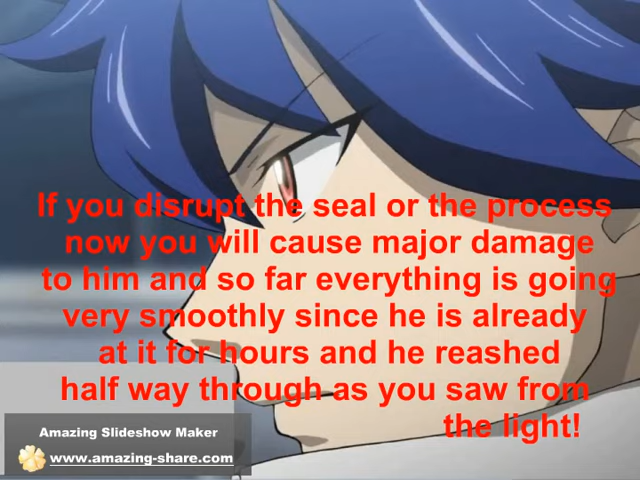 If you disrupt the seal or the process
now you will cause major damage
to him and so far everything is going
very smoothly since he is already
at it for hours and he reashed
half way through as you saw from
the light!
Amazing Slideshow Maker
www.amazing-share.com